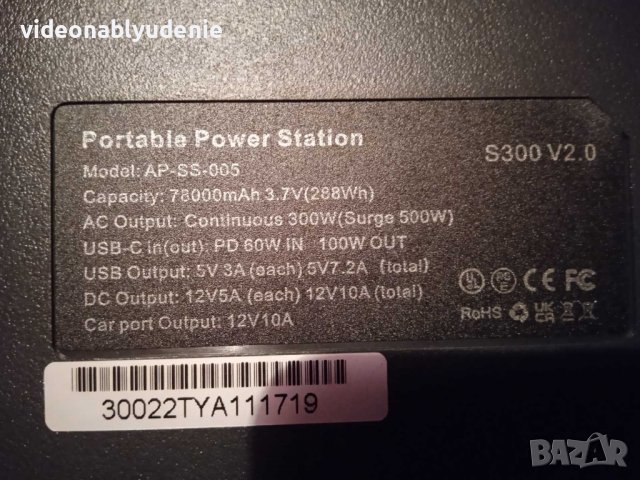 videonablyudenie
Portable Power Station
S300 V2.0
Model: AP-SS-005
Capacity: 78000mAh 3.7V(288Wh)
AC Output: Continuous 300W(Surge 500W)
USB-C in(out): PD 60W IN 100W OUT
USB Output: 5V 3A (each) 5V7.2A (total)
DC Output: 12V5A (each) 12V10A (total)
Car port Output: 12V10A
CE FC
RoHS UK CA
30022TYA111719
BAZAR